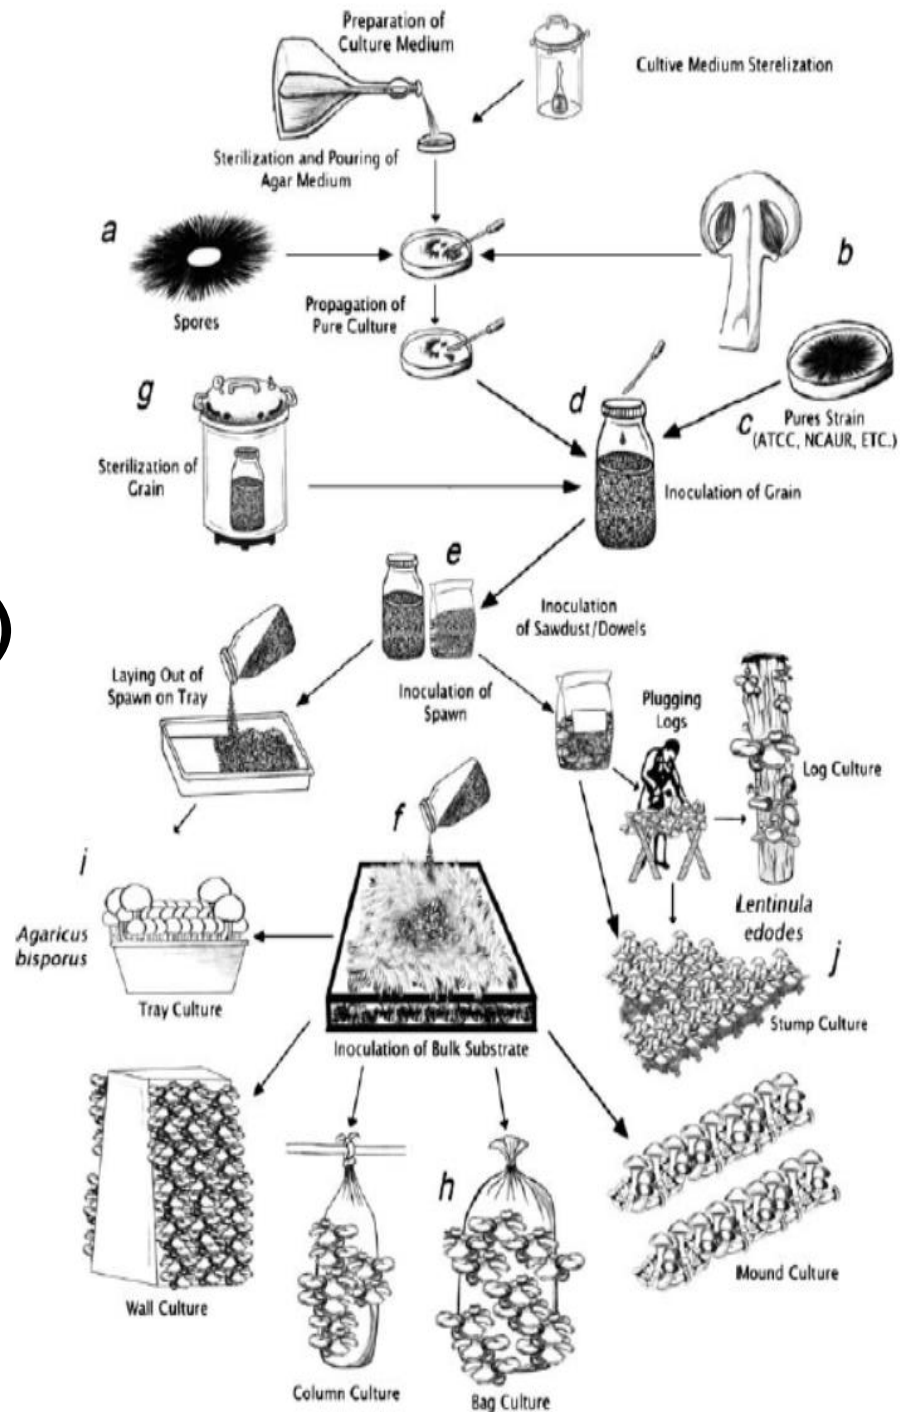 Preparation of
Culture Medium
Cultive Medium Sterelization
Sterilization and Pouring of
Agar Medium
a
Spores
b
Propagation of
Pure Culture
g
Sterilization of
Grain
d
c
Pures Strain
(ATCC, NCAUR, ETC.)
Inoculation of Grain
e
Inoculation
of Sawdust/Dowels
)
Laying Out of
Spawn on Tray
Inoculation of
Spawn
Plugging
Logs
Log Culture
f
i
Agaricus
bisporus
Lentinula
edodes
j
Tray Culture
Stump Culture
Inoculation of Bulk Substrate
h
Mound Culture
Wall Culture
Column Culture
Bag Culture